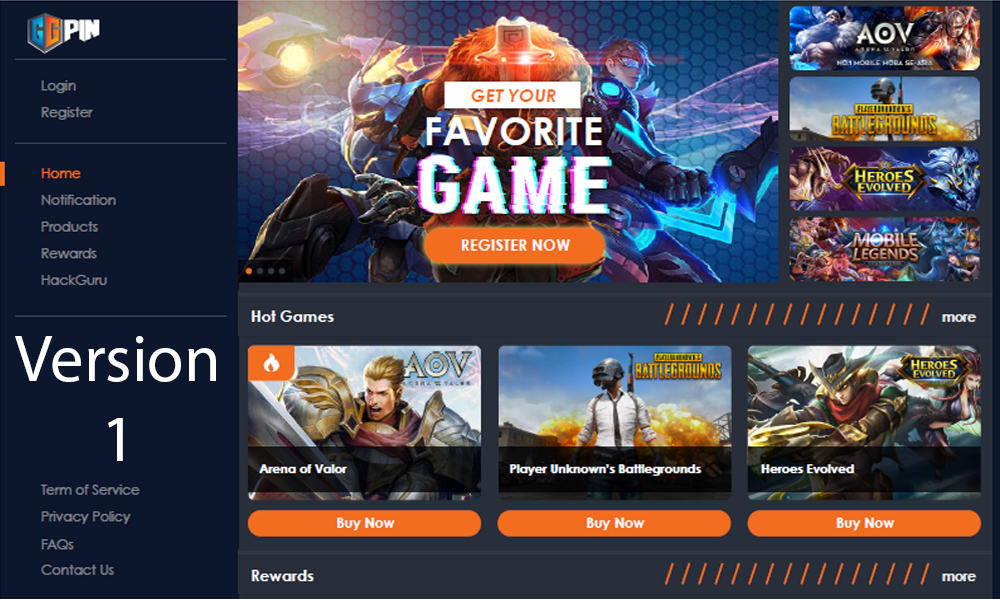 GGPIN
Login
Register
Home
Notification
Products
Rewards
HackGuru
Version
1
Term of Service
Privacy Policy
FAQs
Contact Us
GET YOUR
FAVORITE
GAME
REGISTER NOW
AOV
ARENA OF VALOR
NO.1 MOBILE MOBA SE-ASIA
PLAYERUNKNOWN'S
BATTLEGROUNDS
HEROES
EVOLVED
MOBILE
LEGENDS
Hot Games
more
AOV
ARENA OF VALOR
Arena of Valor
Buy Now
PLAYERUNKNOWN'S
BATTLEGROUNDS
Player Unknown's Battlegrounds
Buy Now
HEROES
EVOLVED
Heroes Evolved
Buy Now
Rewards
more